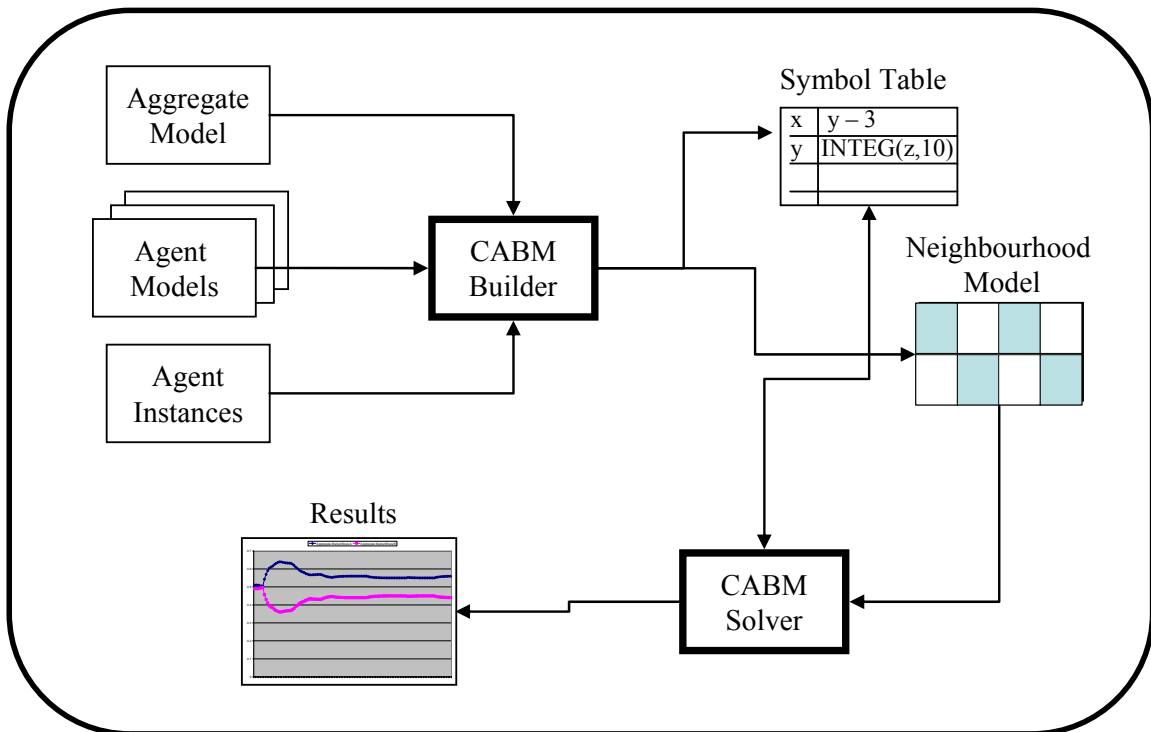 Aggregate
Model
Agent
Models
Agent
Instances
CABM
Builder
Symbol Table
x y – 3
y INTEG(z,10)
Neighbourhood
Model
Results
CABM
Solver